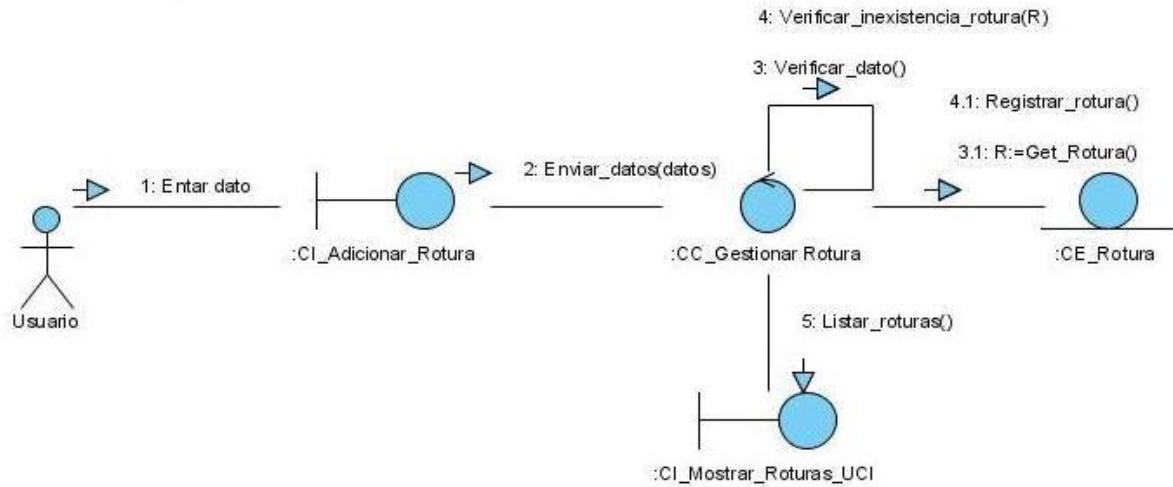 4: Verificar_inexistencia_rotura(R)
3: Verificar_dato()
4.1: Registrar_rotura()
3.1: R:=Get_Rotura()
1: Entar dato
2: Enviar_datos(datos)
:CI_Adicionar_Rotura
:CC_Gestionar Rotura
:CE_Rotura
Usuario
5: Listar_roturas()
:CI_Mostrar_Roturas_UCI